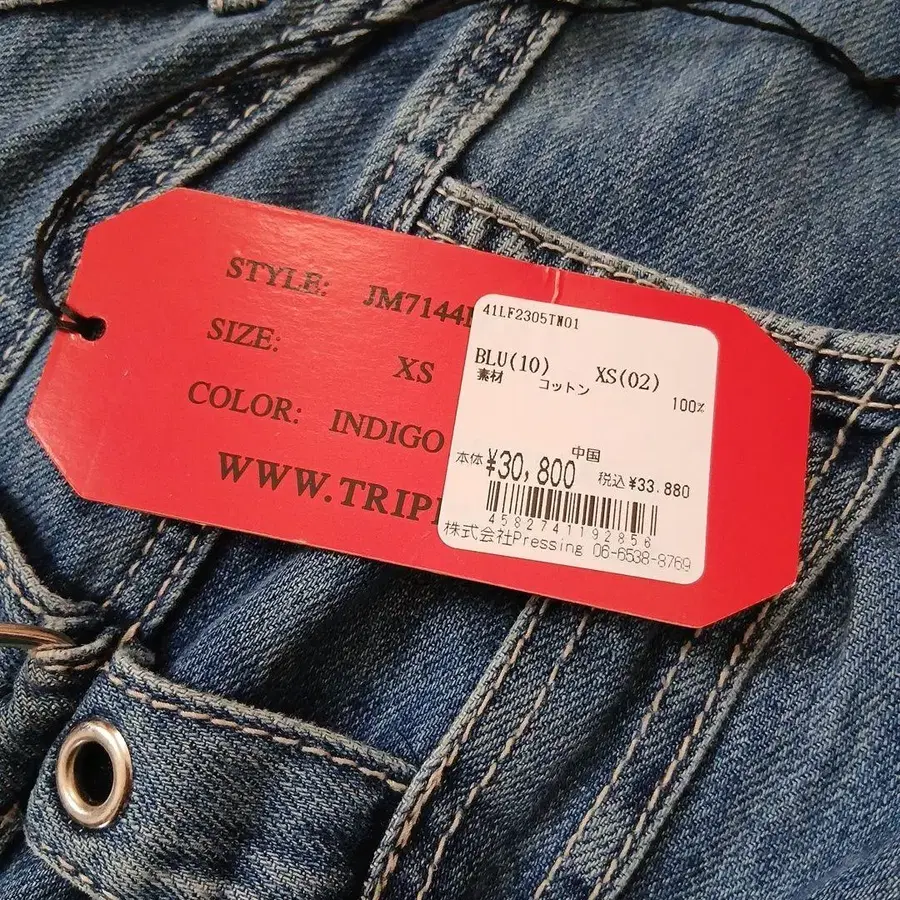 STYLE: JM7144
SIZE: XS
COLOR: INDIGO
WWW.TRIP
41LF2305TN01
BLU(10) XS(02)
素材 コットン 100%
中国
本体 ¥30,800 税込 ¥33,880
4582741192856
株式会社Pressing 06-6538-8769